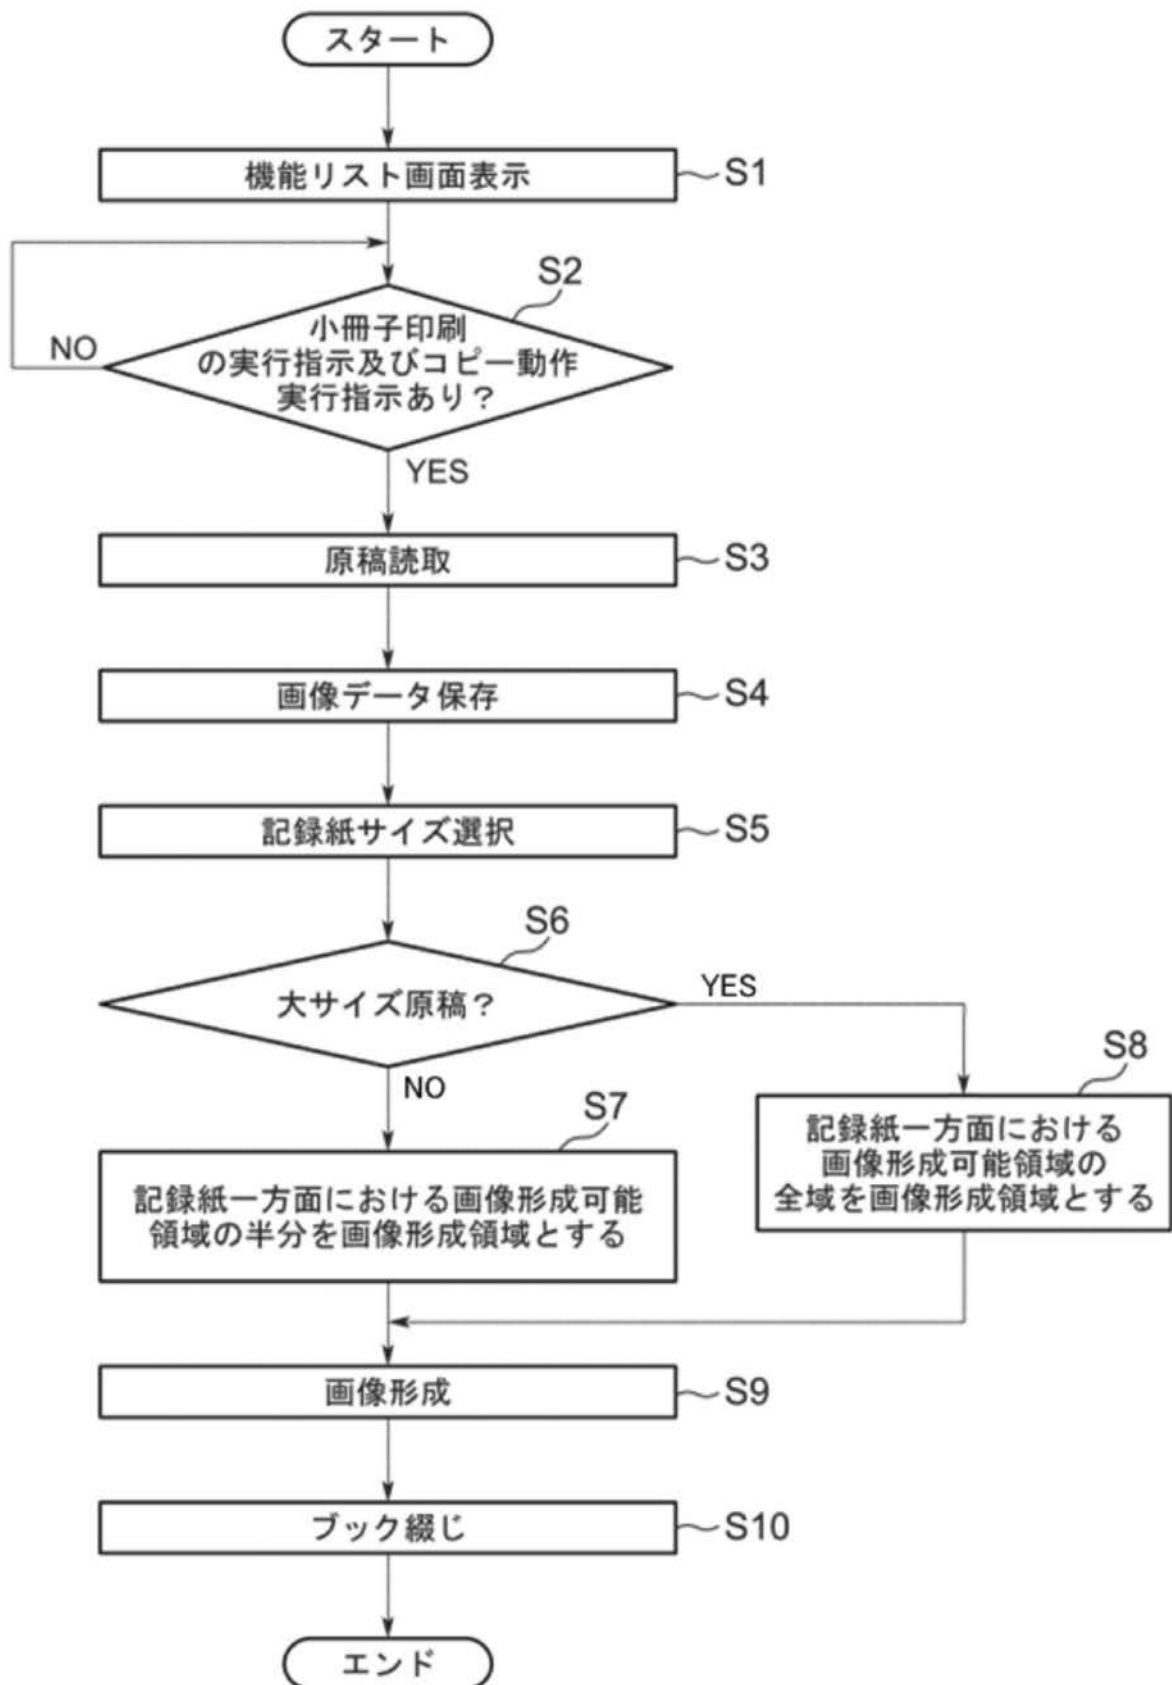 スタート
機能リスト画面表示
S1
S2
小冊子印刷
の実行指示及びコピー動作
実行指示あり?
NO
YES
原稿読取
S3
画像データ保存
S4
記録紙サイズ選択
S5
S6
大サイズ原稿?
YES
NO
S7
記録紙一方面における画像形成可能
領域の半分を画像形成領域とする
S8
記録紙一方面における
画像形成可能領域の
全域を画像形成領域とする
画像形成
S9
ブック綴じ
S10
エンド